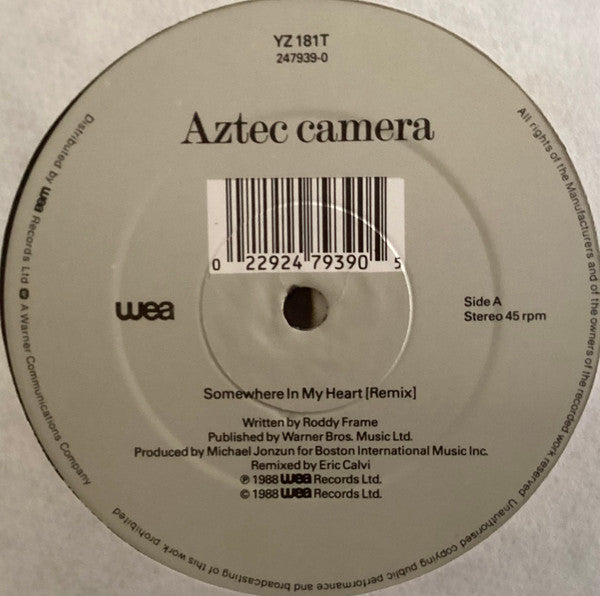 YZ 181T
247939-0
Aztec camera
0 22924 79390 5
wea
Side A
Stereo 45 rpm
Somewhere In My Heart [Remix]
Written by Roddy Frame
Published by Warner Bros. Music Ltd.
Produced by Michael Jonzun for Boston International Music Inc.
Remixed by Eric Calvi
℗ 1988 wea Records Ltd.
© 1988 wea Records Ltd.
Distributed by wea Records Ltd. A Warner Communications Company
All rights of the Manufacturers and of the owners of the recorded work reserved Unauthorised copying public performance and broadcasting of this work prohibited